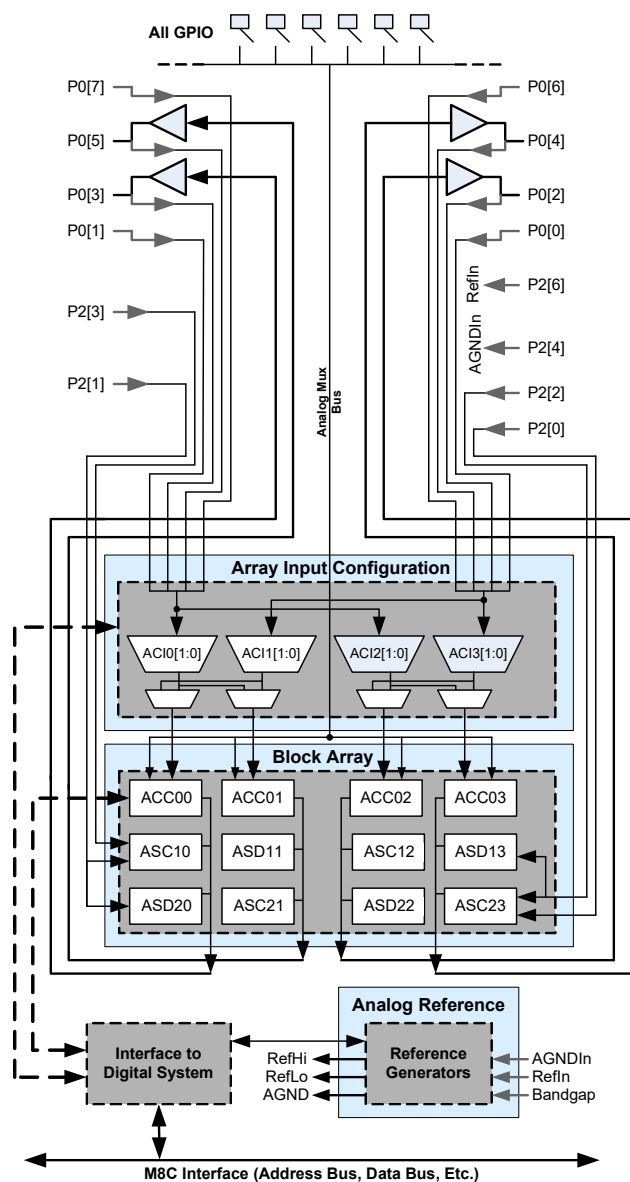 All GPIO
P0[7]
P0[6]
P0[5]
P0[4]
P0[3]
P0[2]
P0[1]
P0[0]
RefIn
P2[6]
P2[3]
AGNDIn
P2[4]
P2[1]
P2[2]
P2[0]
Analog Mux
Bus
Array Input Configuration
ACI0[1:0]
ACI1[1:0]
ACI2[1:0]
ACI3[1:0]
Block Array
ACC00
ACC01
ACC02
ACC03
ASC10
ASD11
ASC12
ASD13
ASD20
ASC21
ASD22
ASC23
Analog Reference
Interface to
Digital System
RefHi
RefLo
AGND
Reference
Generators
AGNDIn
RefIn
Bandgap
M8C Interface (Address Bus, Data Bus, Etc.)